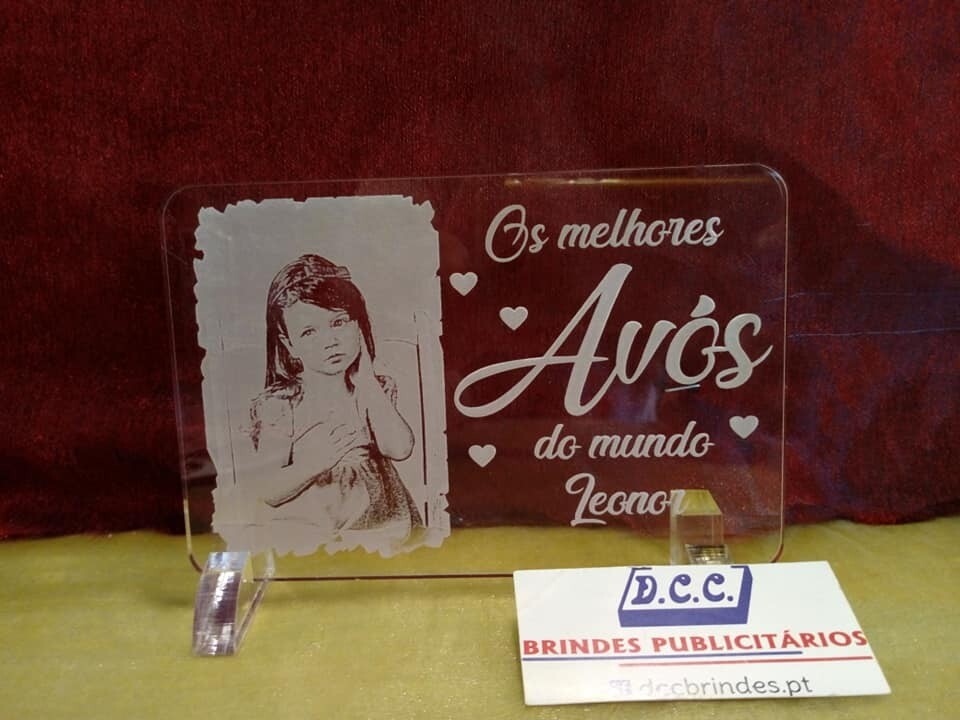 Os melhores
Avós
do mundo
Leonor
D.C.C.
BRINDES PUBLICITÁRIOS
dccbrindes.pt